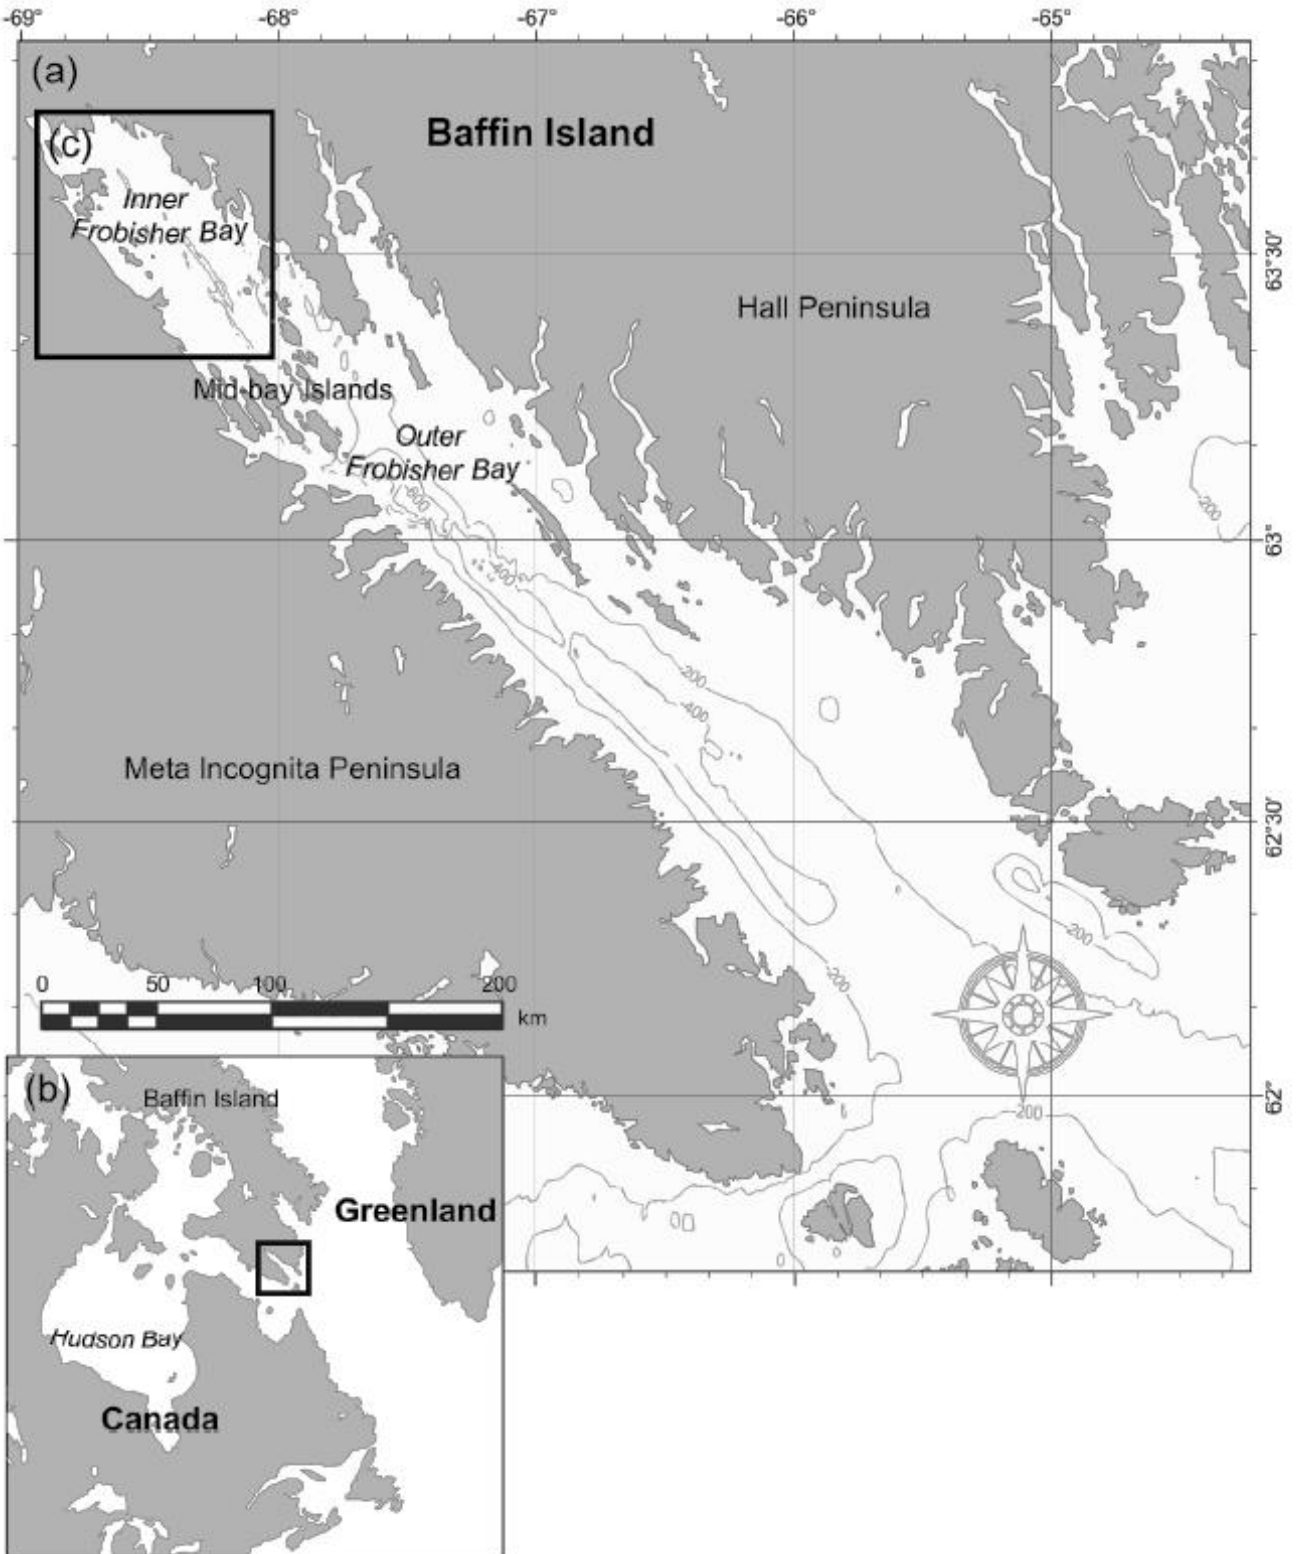 -69° -68° -67° -66° -65°
(a)
Baffin Island
(c)
Inner
Frobisher Bay
63°30'
Hall Peninsula
Mid-bay Islands
Outer
Frobisher Bay
-600
-200
63°
-400
-200
-400
Meta Incognita Peninsula
62°30'
-200
-200
0 50 100 200
km
62°
-200
(b)
Baffin Island
Greenland
Hudson Bay
Canada